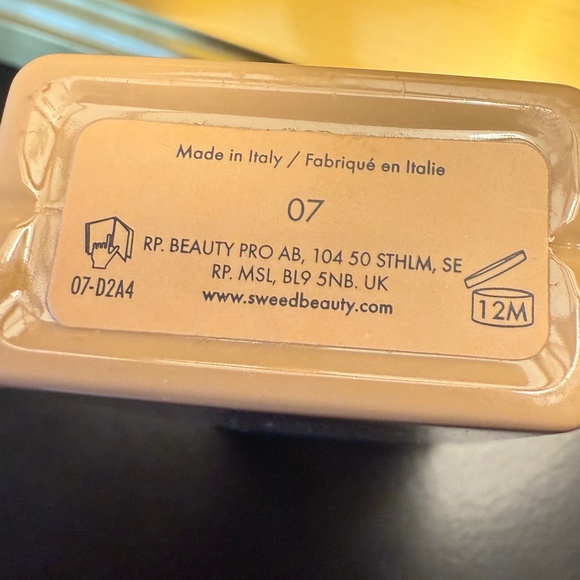 Made in Italy / Fabriqué en Italie
07
RP. BEAUTY PRO AB, 104 50 STHLM, SE
RP. MSL, BL9 5NB. UK
www.sweedbeauty.com
07-D2A4
12M